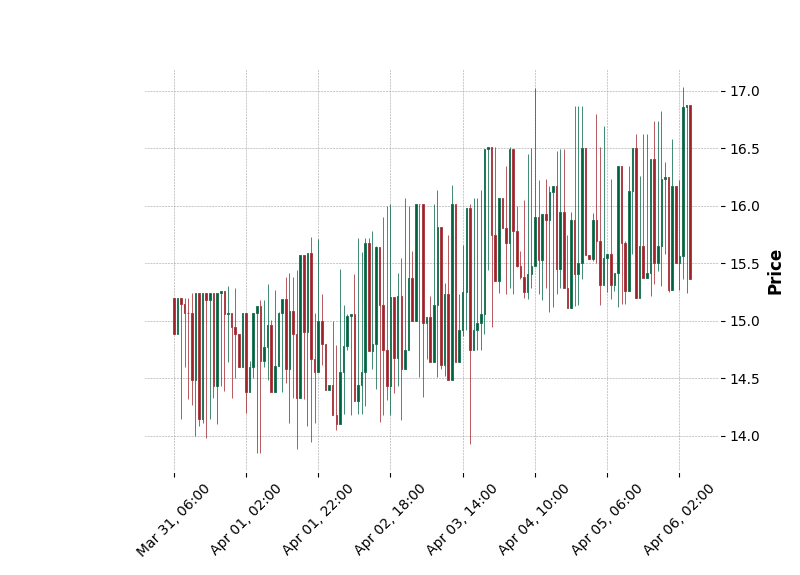 17.0
16.5
16.0
15.5
15.0
14.5
14.0
Price
Mar 31, 06:00
Apr 01, 02:00
Apr 01, 22:00
Apr 02, 18:00
Apr 03, 14:00
Apr 04, 10:00
Apr 05, 06:00
Apr 06, 02:00